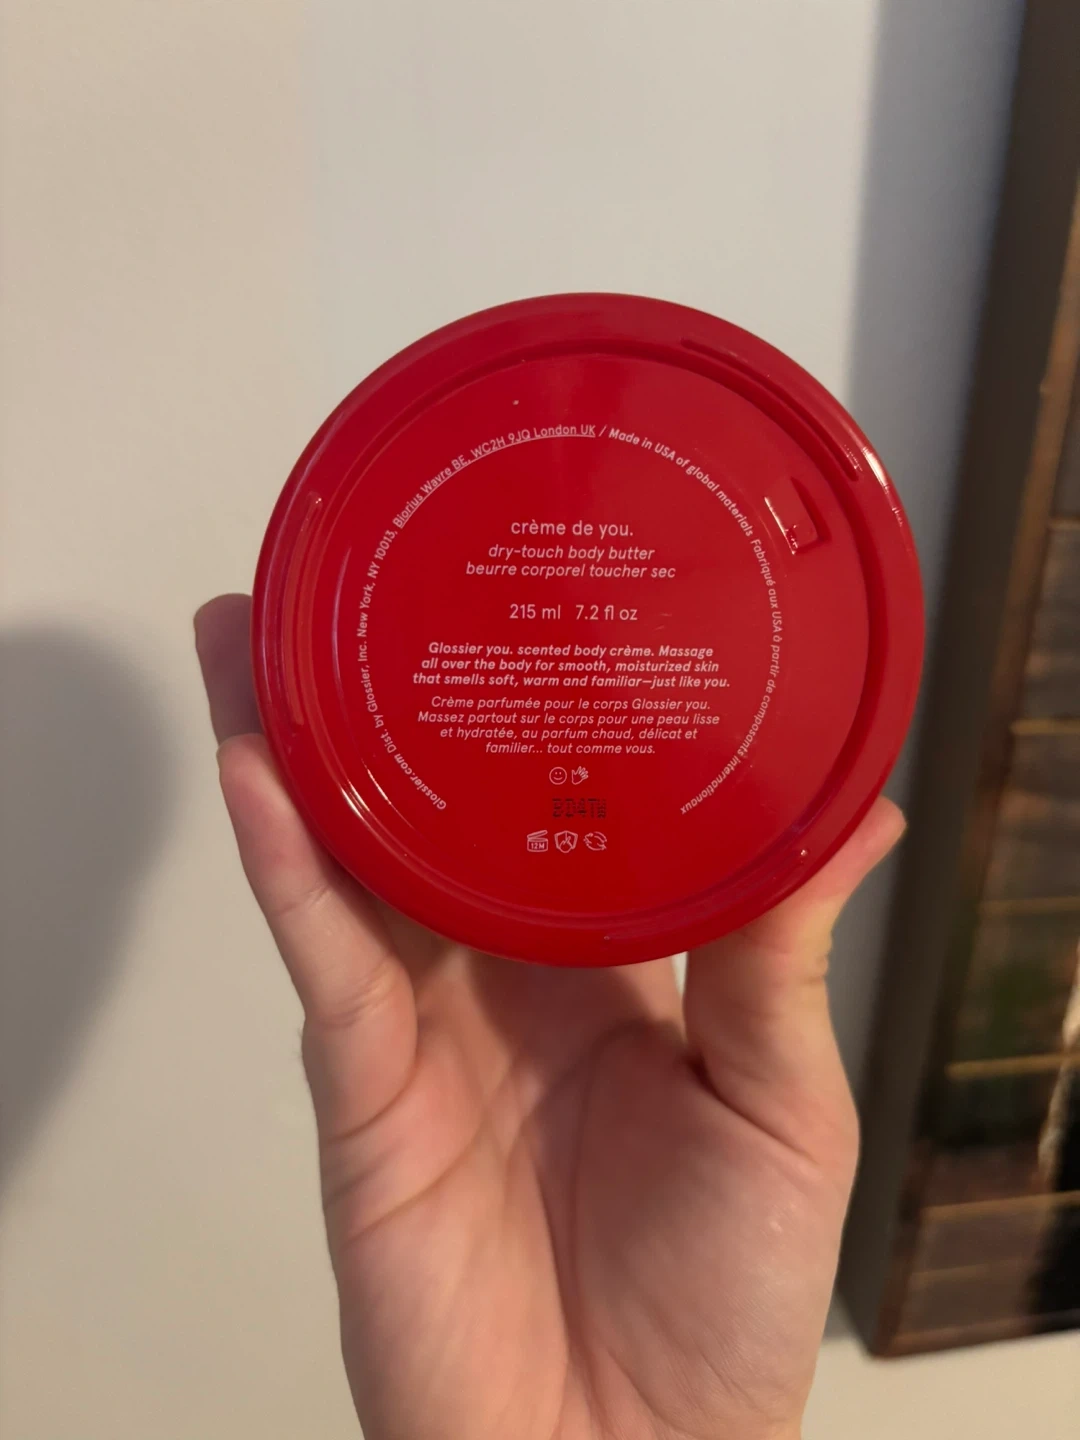 Glossier.com Dist. by Glossier, Inc. New York, NY 10013, Biorius Wavre BE, WC2H 9JQ London UK / Made in USA of global materials Fabriqué aux USA à partir de composants internationaux
crème de you.
dry-touch body butter
beurre corporel toucher sec
215 ml 7.2 fl oz
Glossier you. scented body crème. Massage
all over the body for smooth, moisturized skin
that smells soft, warm and familiar—just like you.
Crème parfumée pour le corps Glossier you.
Massez partout sur le corps pour une peau lisse
et hydratée, au parfum chaud, délicat et
familier... tout comme vous.
12M